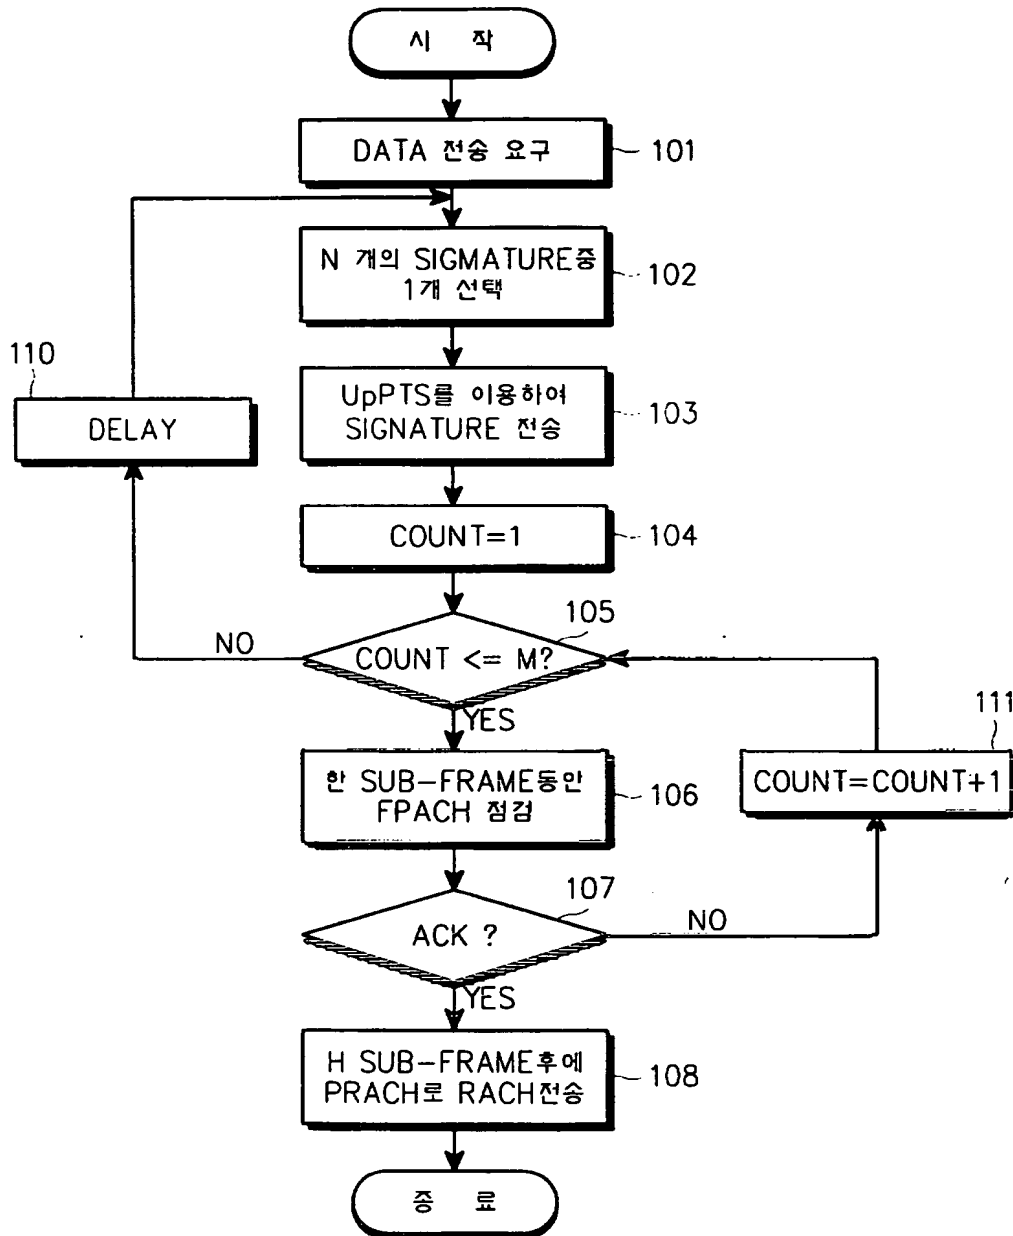 시 작
DATA 전송 요구
101
N 개의 SIGMATURE중
1개 선택
102
110
DELAY
UpPTS를 이용하여
SIGNATURE 전송
103
COUNT=1
104
105
NO
COUNT <= M?
YES
111
한 SUB-FRAME동안
FPACH 점검
106
COUNT=COUNT+1
107
ACK ?
NO
YES
H SUB-FRAME후에
PRACH로 RACH전송
108
종 료